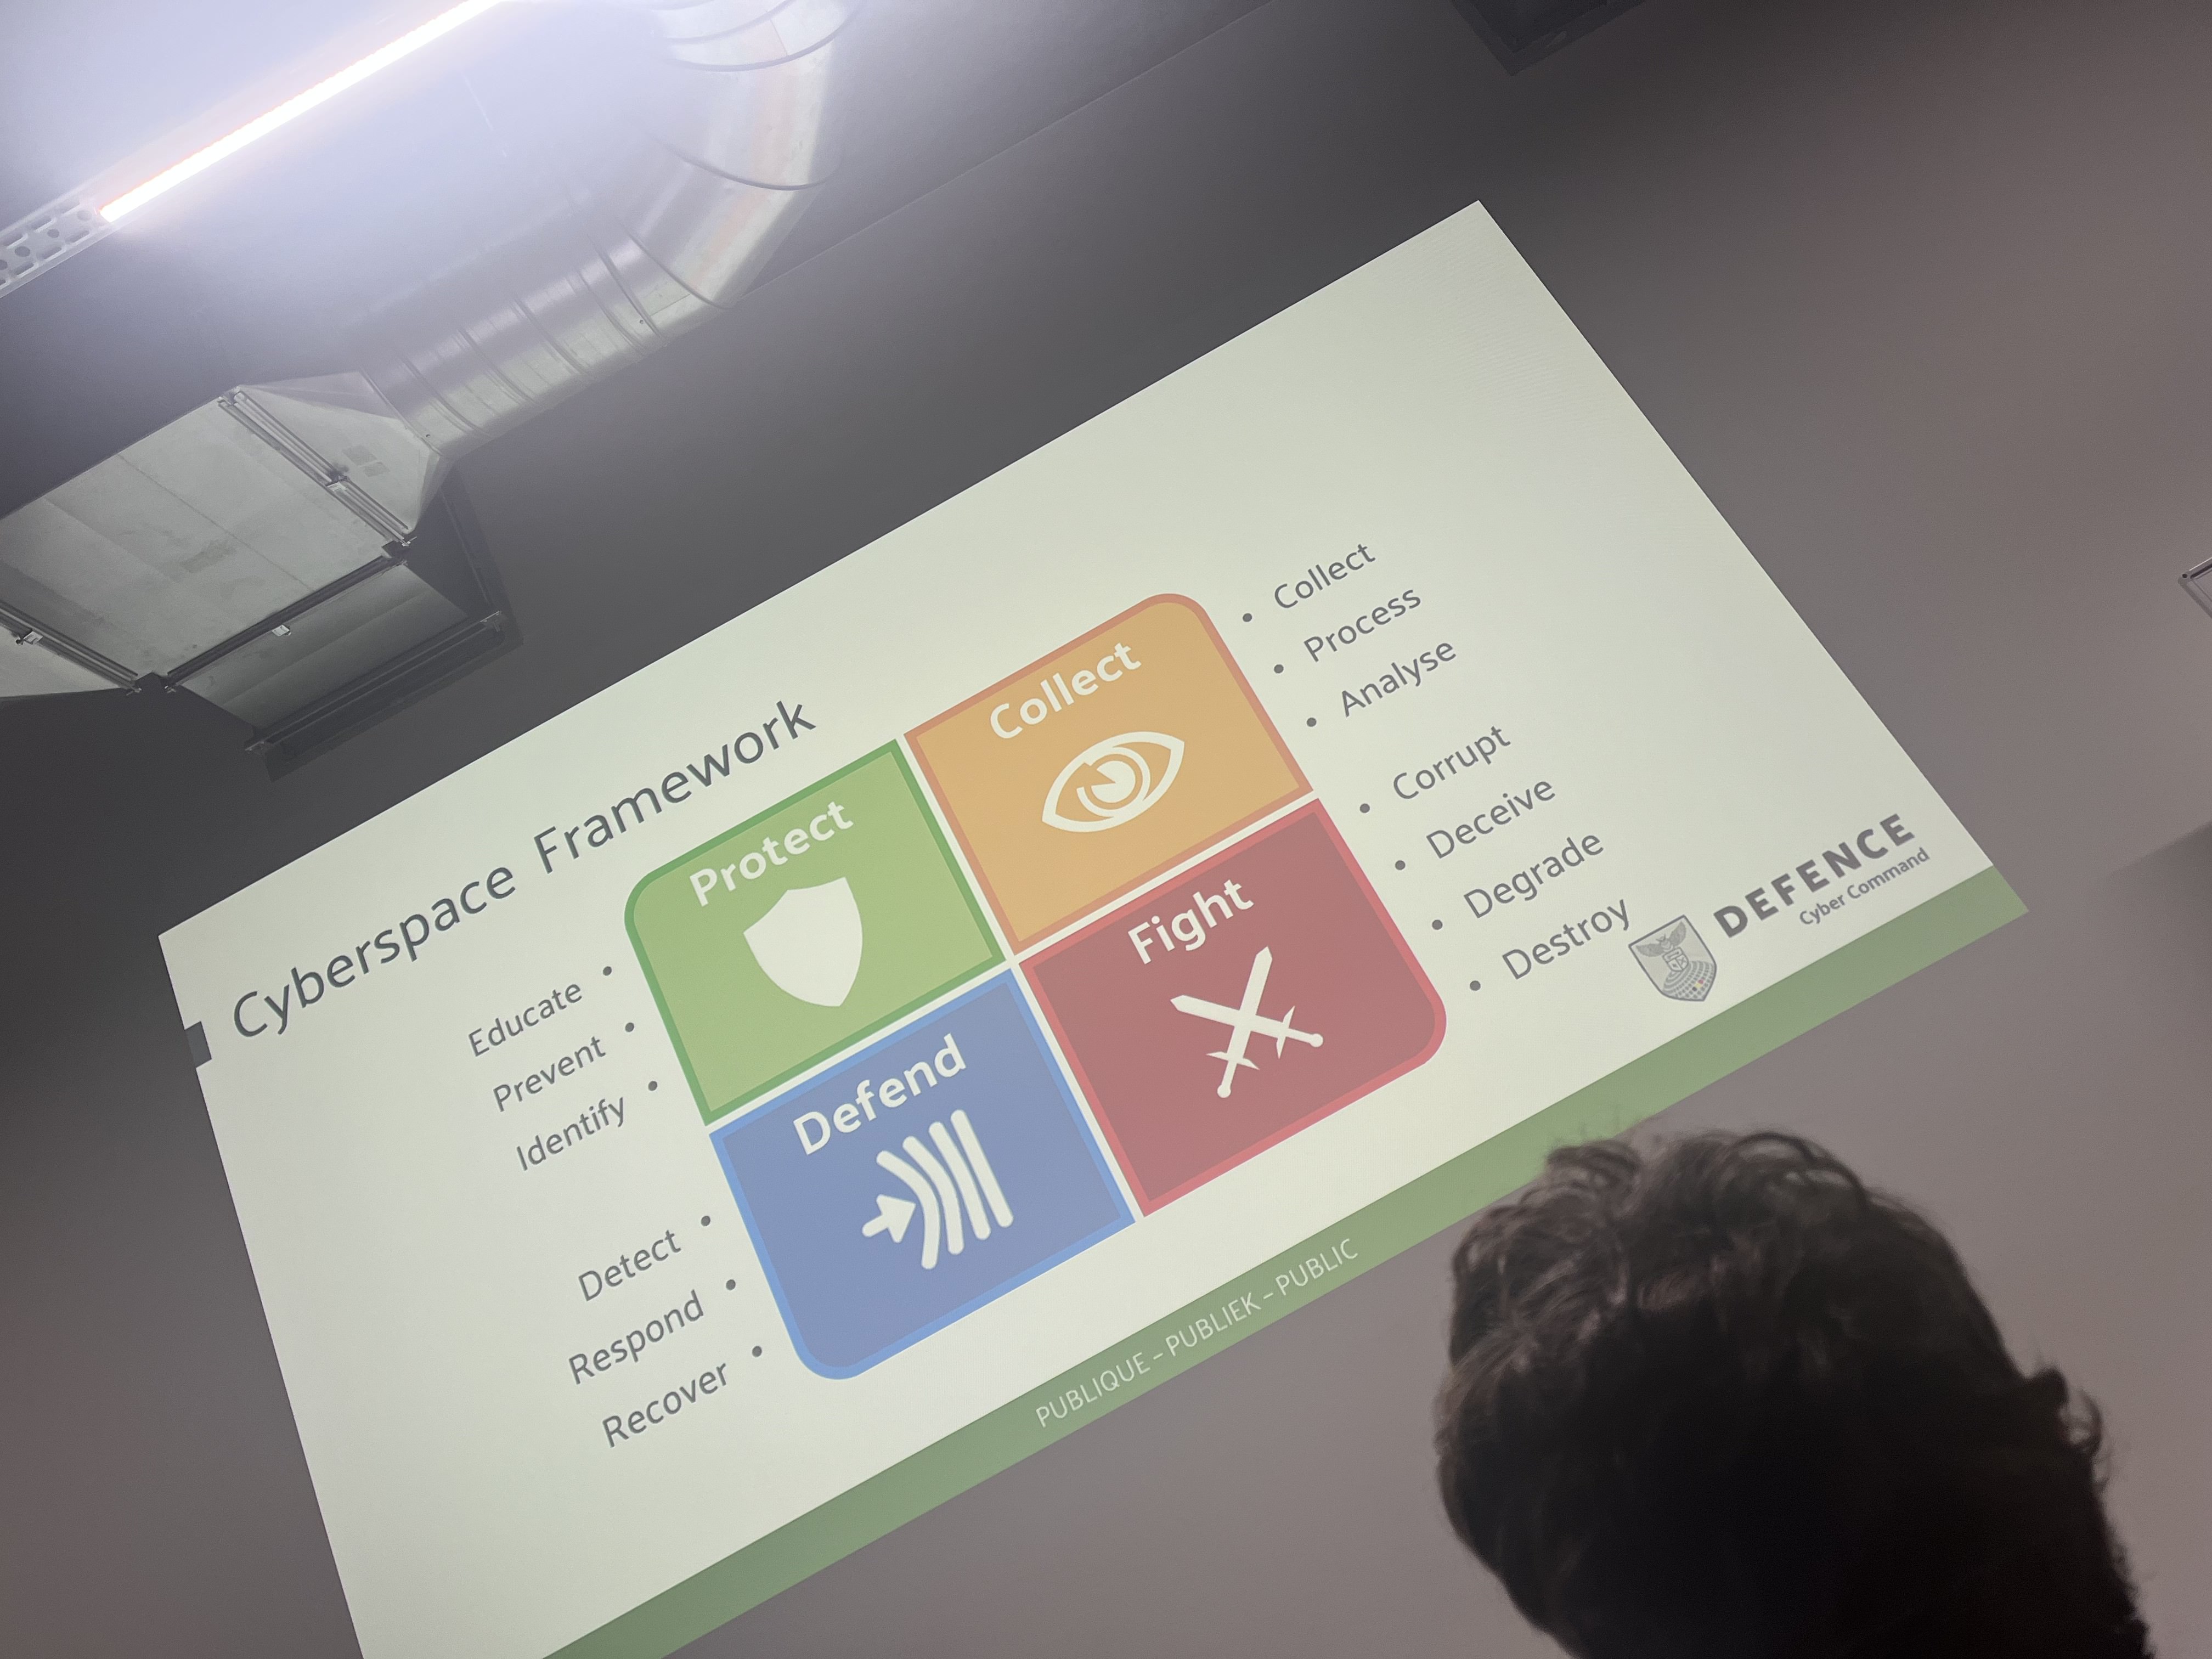 Cyberspace Framework
Educate •
Prevent •
Identify •
Protect
Collect
• Collect
• Process
• Analyse
Detect •
Respond •
Recover •
Defend
Fight
• Corrupt
• Deceive
• Degrade
• Destroy
DEFENCE
Cyber Command
PUBLIQUE – PUBLIEK – PUBLIC